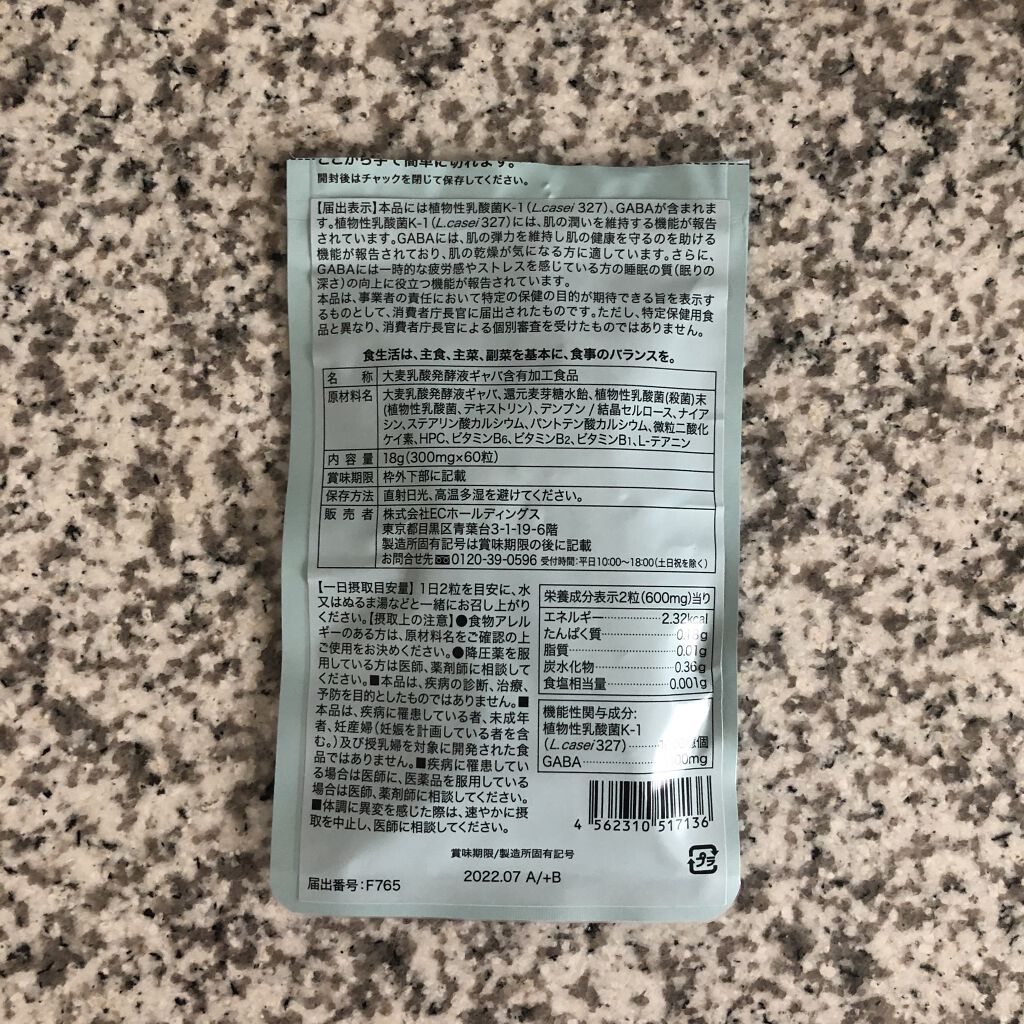 ここから手で簡単に切れます。
開封後はチャックを閉じて保存してください。
【届出表示】本品には植物性乳酸菌K-1(L.casei 327)、GABAが含まれま
す。植物性乳酸菌K-1(L.casei 327)には、肌の潤いを維持する機能が報告
されています。GABAには、肌の弾力を維持し肌の健康を守るのを助ける
機能が報告されており、肌の乾燥が気になる方に適しています。さらに、
GABAには一時的な疲労感やストレスを感じている方の睡眠の質(眠りの
深さ)の向上に役立つ機能が報告されています。
本品は、事業者の責任において特定の保健の目的が期待できる旨を表示す
るものとして、消費者庁長官に届出されたものです。ただし、特定保健用食
品と異なり、消費者庁長官による個別審査を受けたものではありません。
食生活は、主食、主菜、副菜を基本に、食事のバランスを。
名称 大麦乳酸発酵液ギャバ含有加工食品
原材料名 大麦乳酸発酵液ギャバ、還元麦芽糖水飴、植物性乳酸菌(殺菌)末
(植物性乳酸菌、デキストリン)、デンプン/結晶セルロース、ナイア
シン、ステアリン酸カルシウム、パントテン酸カルシウム、微粒二酸化
ケイ素、HPC、ビタミンB6、ビタミンB2、ビタミンB1、L-テアニン
内容量 18g(300mg×60粒)
賞味期限 枠外下部に記載
保存方法 直射日光、高温多湿を避けてください。
販売者 株式会社ECホールディングス
東京都目黒区青葉台3-1-19-6階
製造所固有記号は賞味期限の後に記載
お問合せ先 0120-39-0596 受付時間:平日10:00〜18:00(土日祝を除く)
【一日摂取目安量】1日2粒を目安に、水
又はぬるま湯などと一緒にお召し上がり
ください。【摂取上の注意】●食物アレル
ギーのある方は、原材料名をご確認の上
ご使用をお決めください。●降圧薬を服
用している方は医師、薬剤師に相談して
ください。■本品は、疾病の診断、治療、
予防を目的としたものではありません。■
本品は、疾病に罹患している者、未成年
者、妊産婦(妊娠を計画している者を含
む。)及び授乳婦を対象に開発された食
品ではありません。■疾病に罹患してい
る場合は医師に、医薬品を服用している
場合は医師、薬剤師に相談してください。
■体調に異変を感じた際は、速やかに摂
取を中止し、医師に相談してください。
栄養成分表示2粒(600mg)当り
エネルギー………2.32kcal
たんぱく質………
脂質………0.01g
炭水化物………0.36g
食塩相当量………0.001g
機能性関与成分:
植物性乳酸菌K-1
(L.casei 327)………個
GABA………mg
4 562310 517136
プラ
賞味期限/製造所固有記号
2022.07 A/+B
届出番号:F765